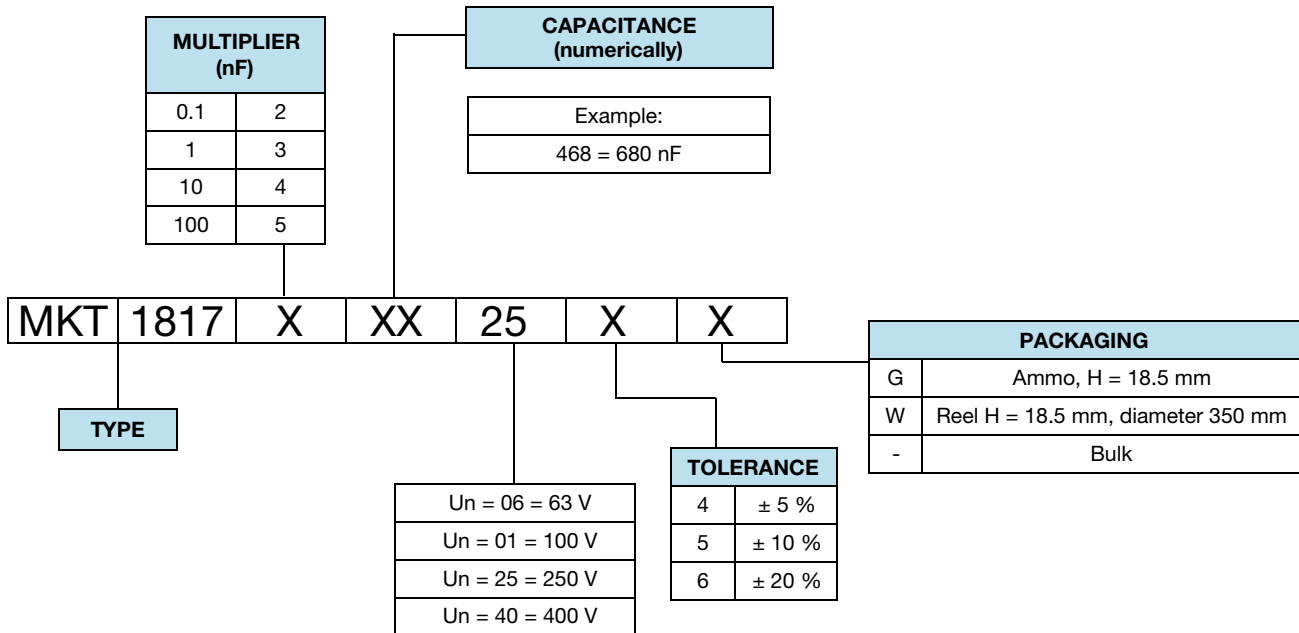 MULTIPLIER
(nF)
0.1 2
1 3
10 4
100 5
CAPACITANCE
(numerically)
Example:
468 = 680 nF
MKT 1817 X XX 25 X X
TYPE
Un = 06 = 63 V
Un = 01 = 100 V
Un = 25 = 250 V
Un = 40 = 400 V
TOLERANCE
4 ± 5 %
5 ± 10 %
6 ± 20 %
PACKAGING
G Ammo, H = 18.5 mm
W Reel H = 18.5 mm, diameter 350 mm
- Bulk